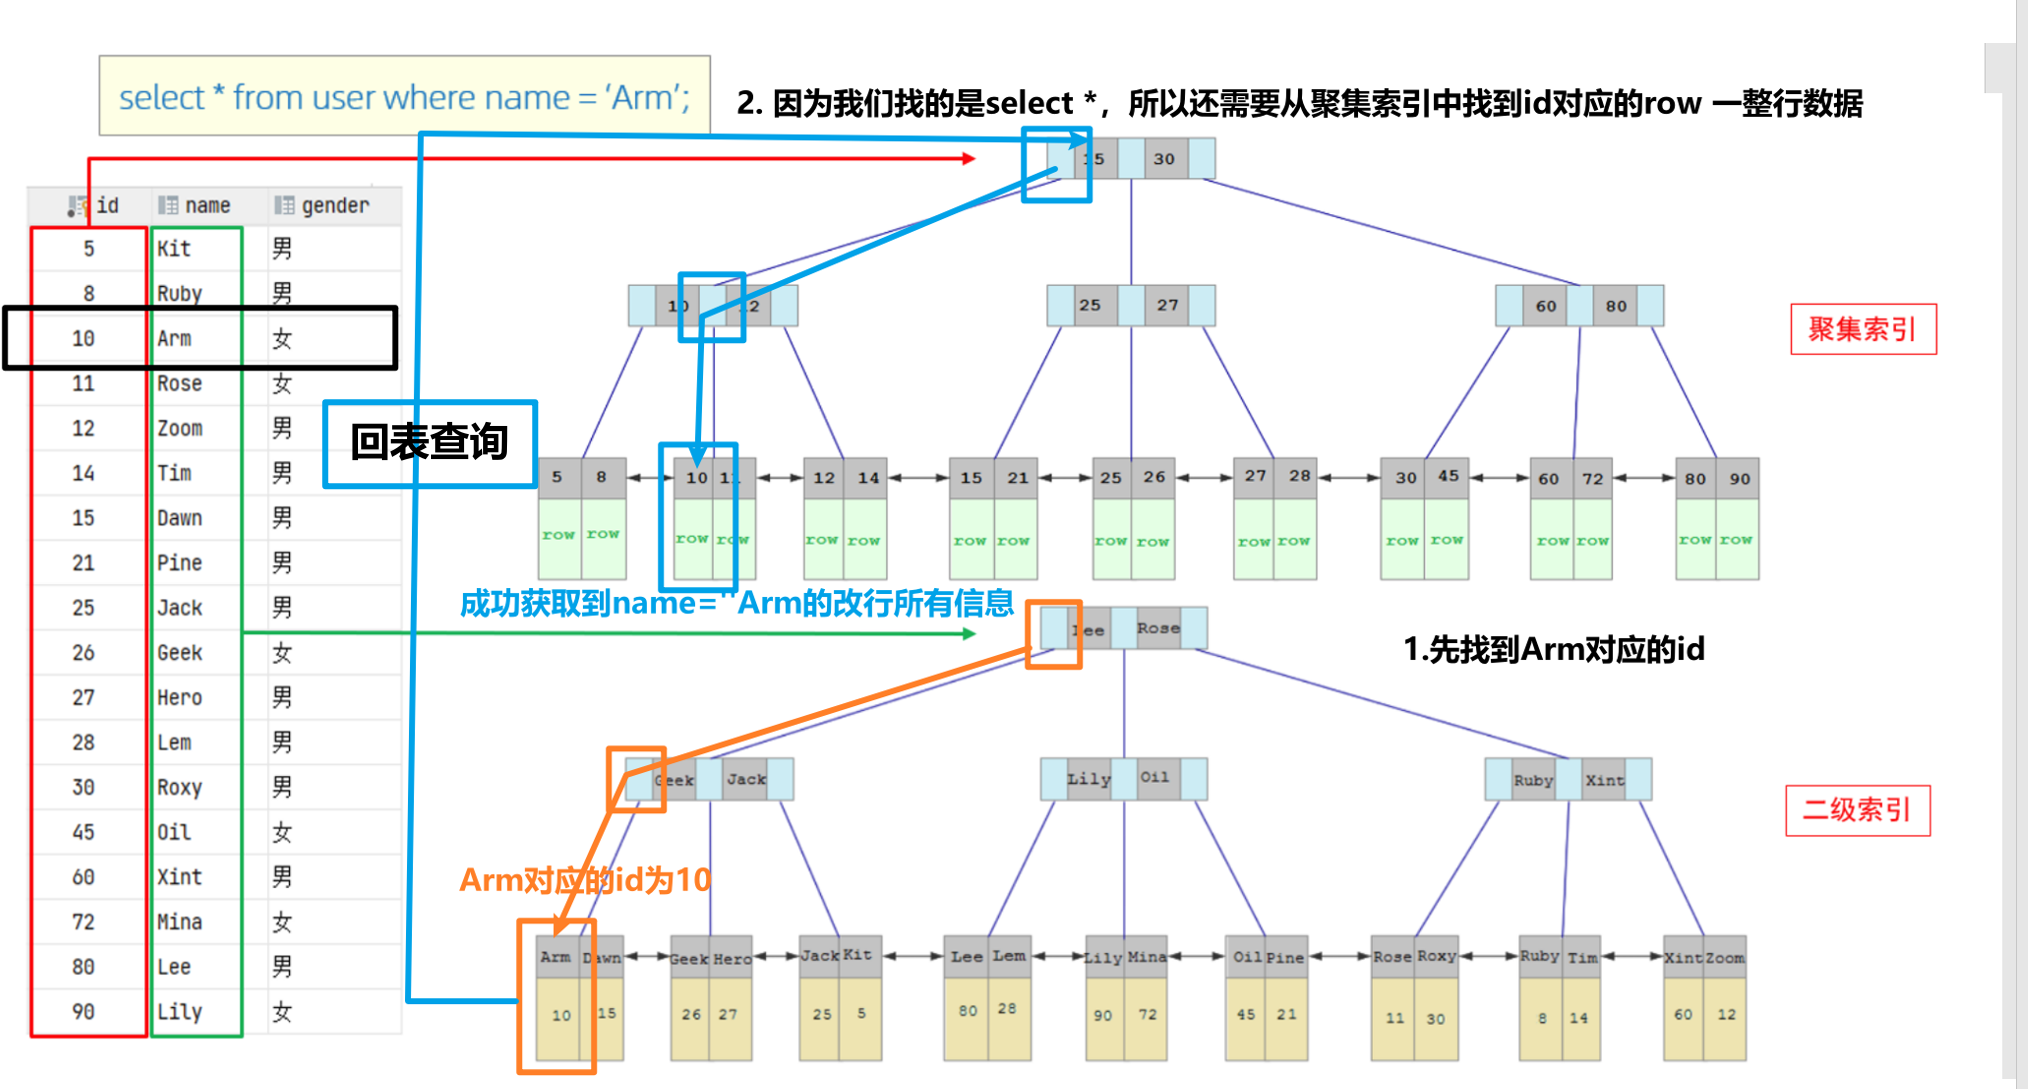 select * from user where name = ‘Arm’;
2. 因为我们找的是select *，所以还需要从聚集索引中找到id对应的row 一整行数据
id name gender
5 Kit 男
8 Ruby 男
10 Arm 女
11 Rose 女
12 Zoom 男
14 Tim 男
15 Dawn 男
21 Pine 男
25 Jack 男
26 Geek 女
27 Hero 男
28 Lem 男
30 Roxy 男
45 Oil 女
60 Xint 男
72 Mina 女
80 Lee 男
90 Lily 女
回表查询
15 30
10 12 25 27 60 80
聚集索引
5 8 10 11 12 14 15 21 25 26 27 28 30 45 60 72 80 90
row row row row row row row row row row row row row row row row row row
成功获取到name="Arm的改行所有信息
Lee Rose
1.先找到Arm对应的id
Geek Jack Lily Oil Ruby Xint
二级索引
Arm对应的id为10
Arm Dawn Geek Hero Jack Kit Lee Lem Lily Mina Oil Pine Rose Roxy Ruby Tim Xint Zoom
10 15 26 27 25 5 80 28 90 72 45 21 11 30 8 14 60 12